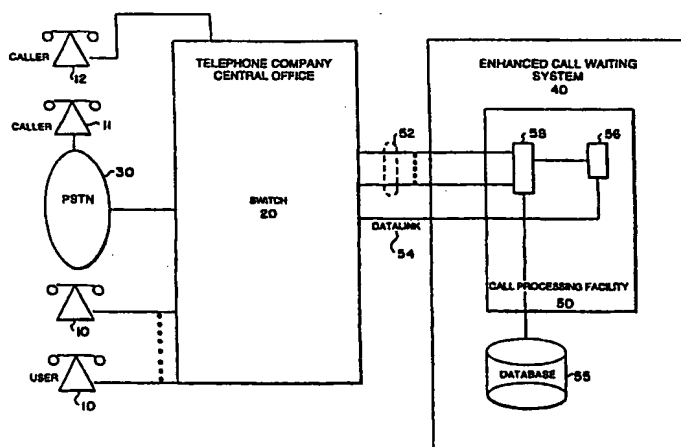 CALLER
12
CALLER
11
30
PSTN
10
USER
10
TELEPHONE COMPANY
CENTRAL OFFICE
SWITCH
20
52
DATALINK
54
ENHANCED CALL WAITING
SYSTEM
40
58
56
CALL PROCESSING FACILITY
50
DATABASE
55